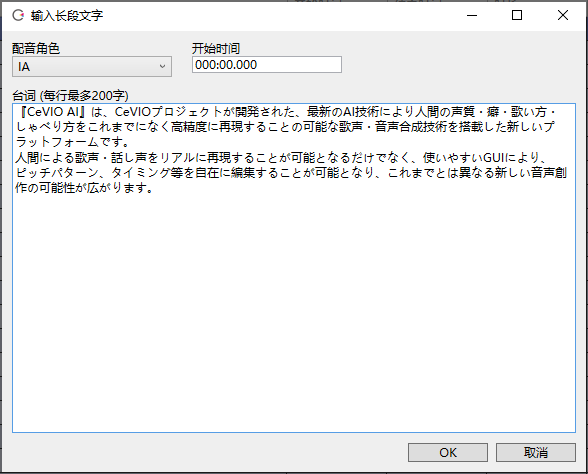 输入长段文字
配音角色
开始时间
IA
000:00.000
台词 (每行最多200字)
『CeVIO AI』は、CeVIOプロジェクトが開発された、最新のAI技術により人間の声質・癖・歌い方・
しゃべり方をこれまでになく高精度に再現することの可能な歌声・音声合成技術を搭載した新しいプ
ラットフォームです。
人間による歌声・話し声をリアルに再現することが可能となるだけでなく、使いやすいGUIにより、
ピッチパターン、タイミング等を自在に編集することが可能となり、これまでとは異なる新しい音声創
作の可能性が広がります。
OK
取消